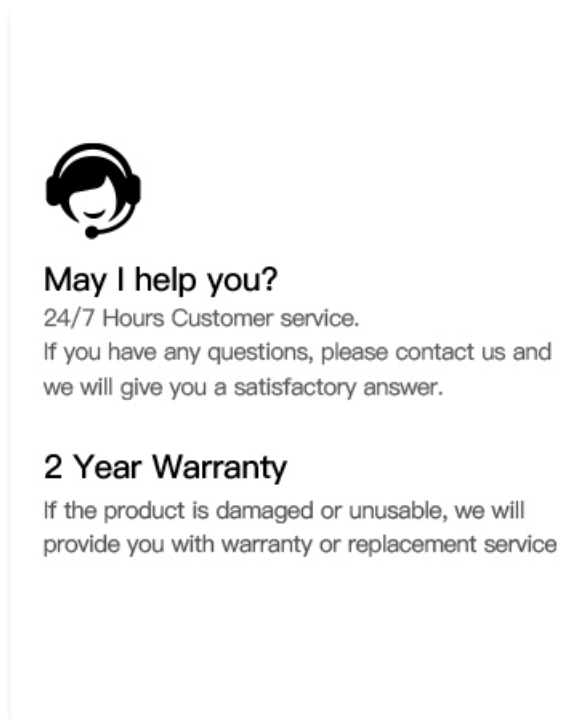 May I help you?
24/7 Hours Customer service.
If you have any questions, please contact us and
we will give you a satisfactory answer.
2 Year Warranty
If the product is damaged or unusable, we will
provide you with warranty or replacement service